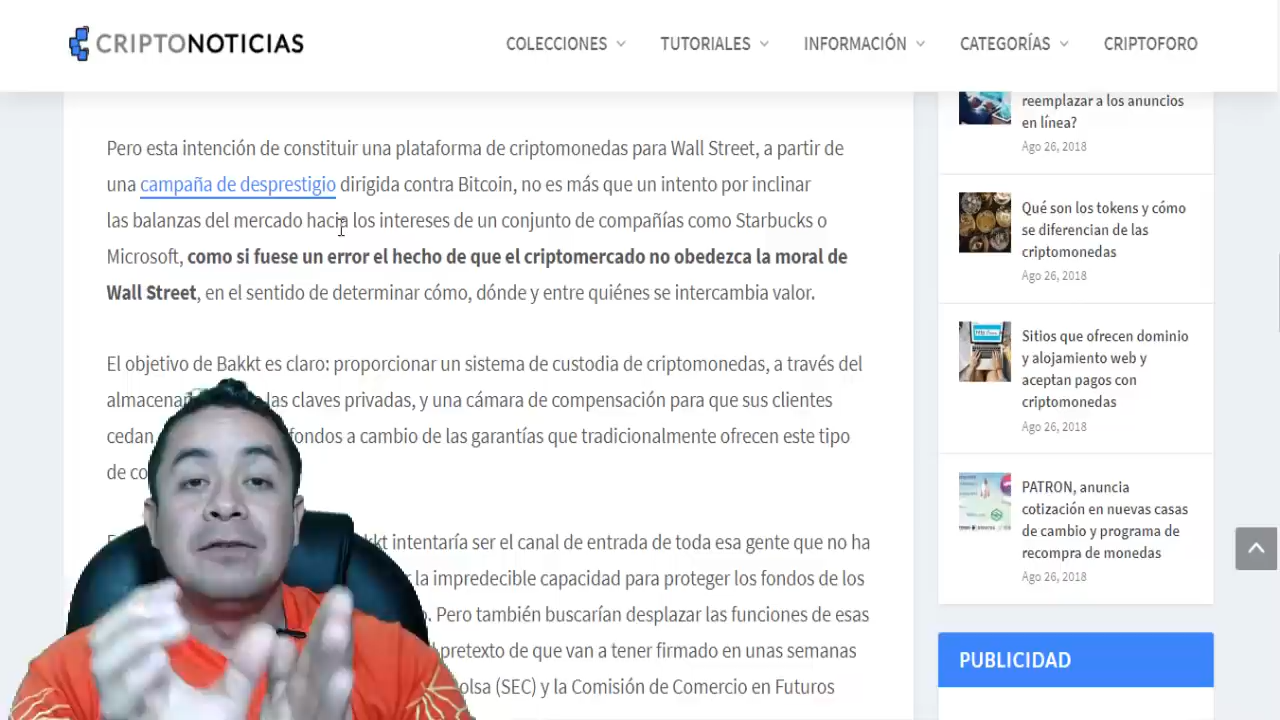 CRIPTONOTICIAS
COLECCIONES
TUTORIALES
INFORMACIÓN
CATEGORÍAS
CRIPTOFORO
Pero esta intención de constituir una plataforma de criptomonedas para Wall Street, a partir de
una campaña de desprestigio dirigida contra Bitcoin, no es más que un intento por inclinar
las balanzas del mercado hacia los intereses de un conjunto de compañías como Starbucks o
Microsoft, como si fuese un error el hecho de que el criptomercado no obedezca la moral de
Wall Street, en el sentido de determinar cómo, dónde y entre quiénes se intercambia valor.
El objetivo de Bakkt es claro: proporcionar un sistema de custodia de criptomonedas, a través del
las claves privadas, y una cámara de compensación para que sus clientes
cedan fondos a cambio de las garantías que tradicionalmente ofrecen este tipo
de
intentaría ser el canal de entrada de toda esa gente que no ha
la impredecible capacidad para proteger los fondos de los
Pero también buscarían desplazar las funciones de esas
pretexto de que van a tener firmado en unas semanas
(SEC) y la Comisión de Comercio en Futuros
reemplazar a los anuncios
en línea?
Ago 26, 2018
Qué son los tokens y cómo
se diferencian de las
criptomonedas
Ago 26, 2018
Sitios que ofrecen dominio
y alojamiento web y
aceptan pagos con
criptomonedas
Ago 26, 2018
PATRON, anuncia
cotización en nuevas casas
de cambio y programa de
recompra de monedas
Ago 26, 2018
PUBLICIDAD